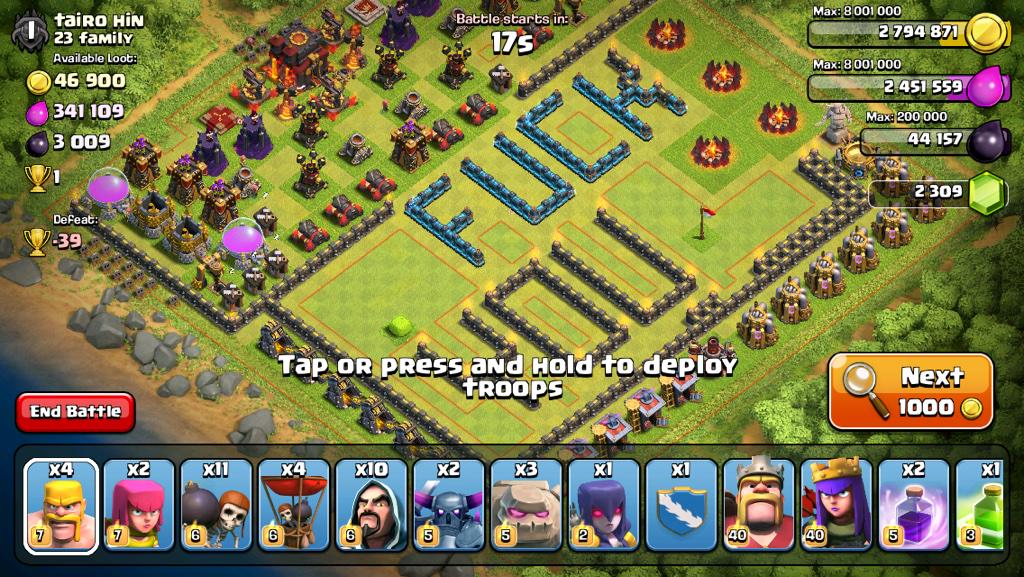 1
tairo hin
23 family
Available Loot:
46 900
341 109
3 009
1
Defeat:
-39
Battle starts in:
17s
Max: 8 001 000
2 794 871
Max: 8 001 000
2 451 559
Max: 200 000
44 157
2 309
FUCK
YOU
Tap or press and hold to deploy
troops
End Battle
Next
1000
x4
x2
x11
x4
x10
x2
x3
x1
x1
x2
x1
7
7
6
6
6
5
5
2
40
40
5
3